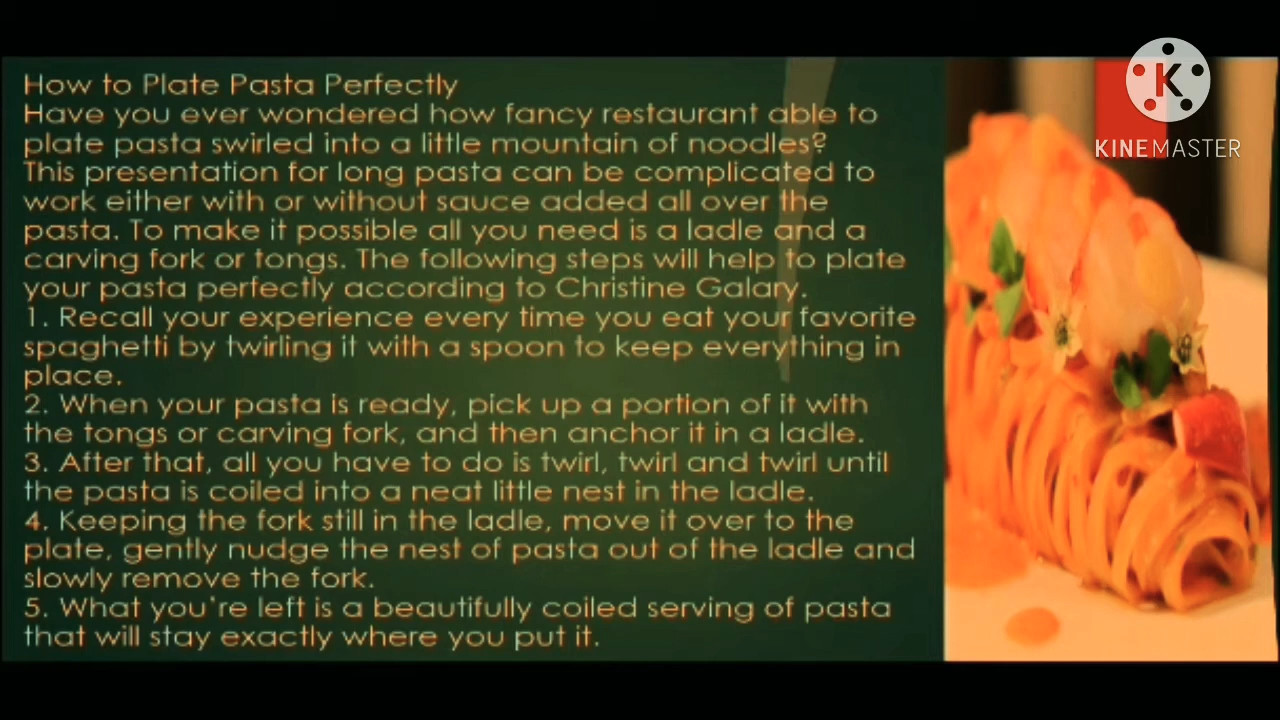 How to Plate Pasta Perfectly
Have you ever wondered how fancy restaurant able to
plate pasta swirled into a little mountain of noodles?
This presentation for long pasta can be complicated to
work either with or without sauce added all over the
pasta. To make it possible all you need is a ladle and a
carving fork or tongs. The following steps will help to plate
your pasta perfectly according to Christine Galary.
1. Recall your experience every time you eat your favorite
spaghetti by twirling it with a spoon to keep everything in
place.
2. When your pasta is ready, pick up a portion of it with
the tongs or carving fork, and then anchor it in a ladle.
3. After that, all you have to do is twirl, twirl and twirl until
the pasta is coiled into a neat little nest in the ladle.
4. Keeping the fork still in the ladle, move it over to the
plate, gently nudge the nest of pasta out of the ladle and
slowly remove the fork.
5. What you're left is a beautifully coiled serving of pasta
that will stay exactly where you put it.
K
KINEMASTER